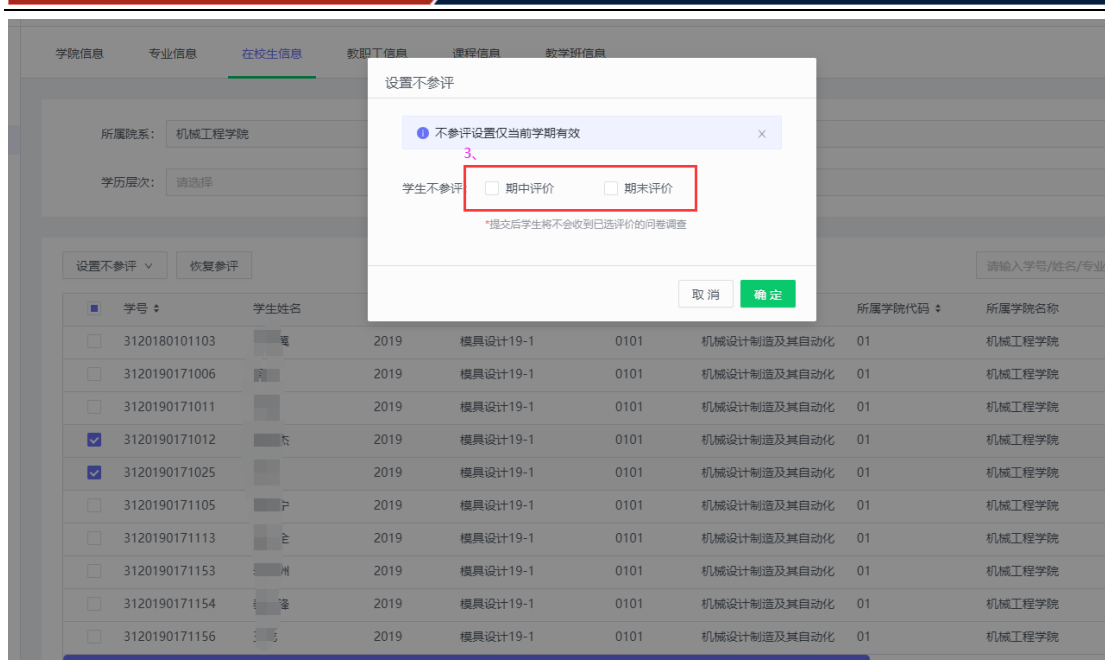 学院信息 专业信息 在校生信息 教职工信息 课程信息 教学班信息
设置不参评
所属院系： 机械工程学院
不参评设置仅当前学期有效
3、
学历层次： 请选择
学生不参评: 期中评价 期末评价
*提交后学生将不会收到已选评价的问卷调查
设置不参评 恢复参评 请输入学号/姓名/专业
取 消 确 定
学号 学生姓名 所属学院代码 所属学院名称
3120180101103 2019 模具设计19-1 0101 机械设计制造及其自动化 01 机械工程学院
3120190171006 2019 模具设计19-1 0101 机械设计制造及其自动化 01 机械工程学院
3120190171011 2019 模具设计19-1 0101 机械设计制造及其自动化 01 机械工程学院
3120190171012 杰 2019 模具设计19-1 0101 机械设计制造及其自动化 01 机械工程学院
3120190171025 2019 模具设计19-1 0101 机械设计制造及其自动化 01 机械工程学院
3120190171105 宁 2019 模具设计19-1 0101 机械设计制造及其自动化 01 机械工程学院
3120190171113 全 2019 模具设计19-1 0101 机械设计制造及其自动化 01 机械工程学院
3120190171153 州 2019 模具设计19-1 0101 机械设计制造及其自动化 01 机械工程学院
3120190171154 隆 2019 模具设计19-1 0101 机械设计制造及其自动化 01 机械工程学院
3120190171156 2019 模具设计19-1 0101 机械设计制造及其自动化 01 机械工程学院